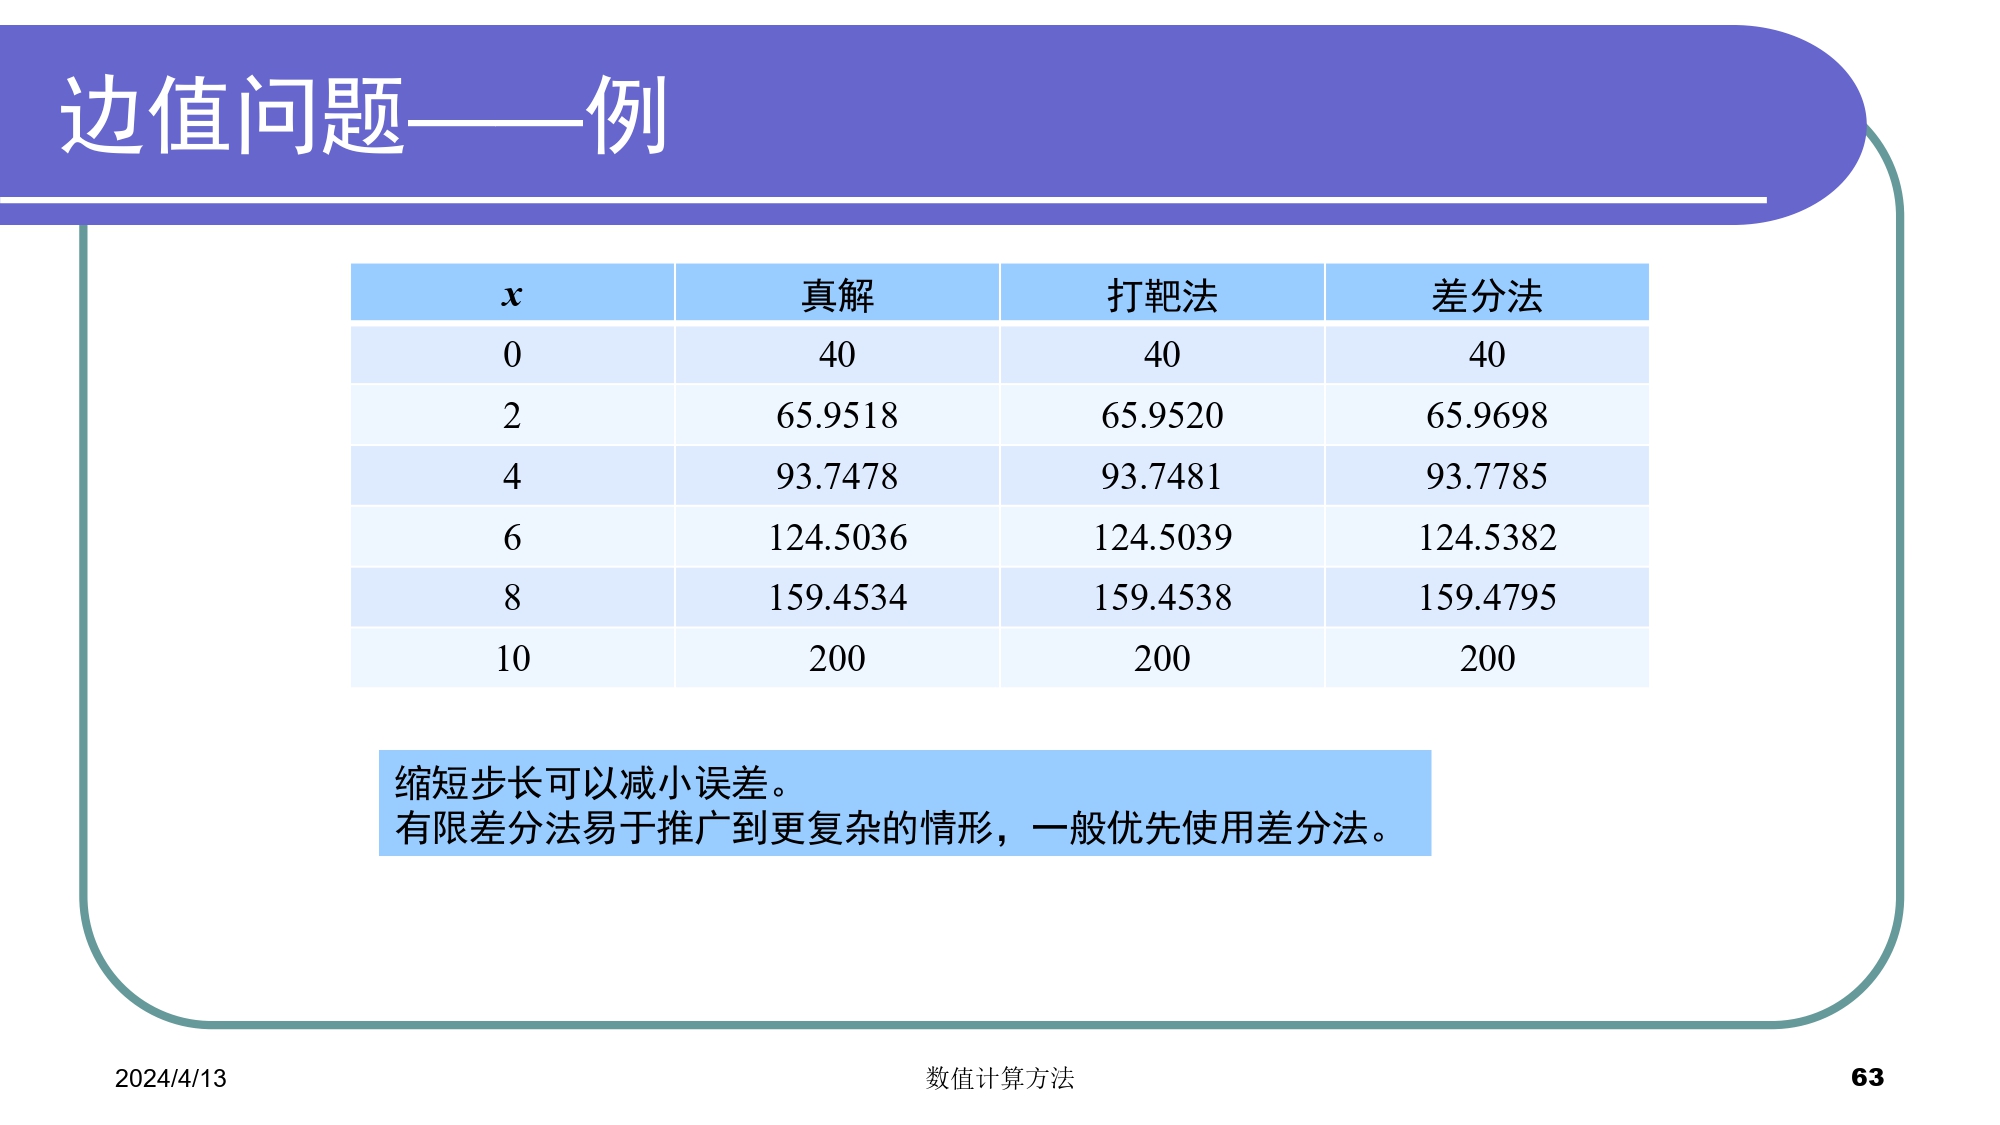 边值问题——例
x 真解 打靶法 差分法
0 40 40 40
2 65.9518 65.9520 65.9698
4 93.7478 93.7481 93.7785
6 124.5036 124.5039 124.5382
8 159.4534 159.4538 159.4795
10 200 200 200
缩短步长可以减小误差。
有限差分法易于推广到更复杂的情形，一般优先使用差分法。
2024/4/13 数值计算方法 63